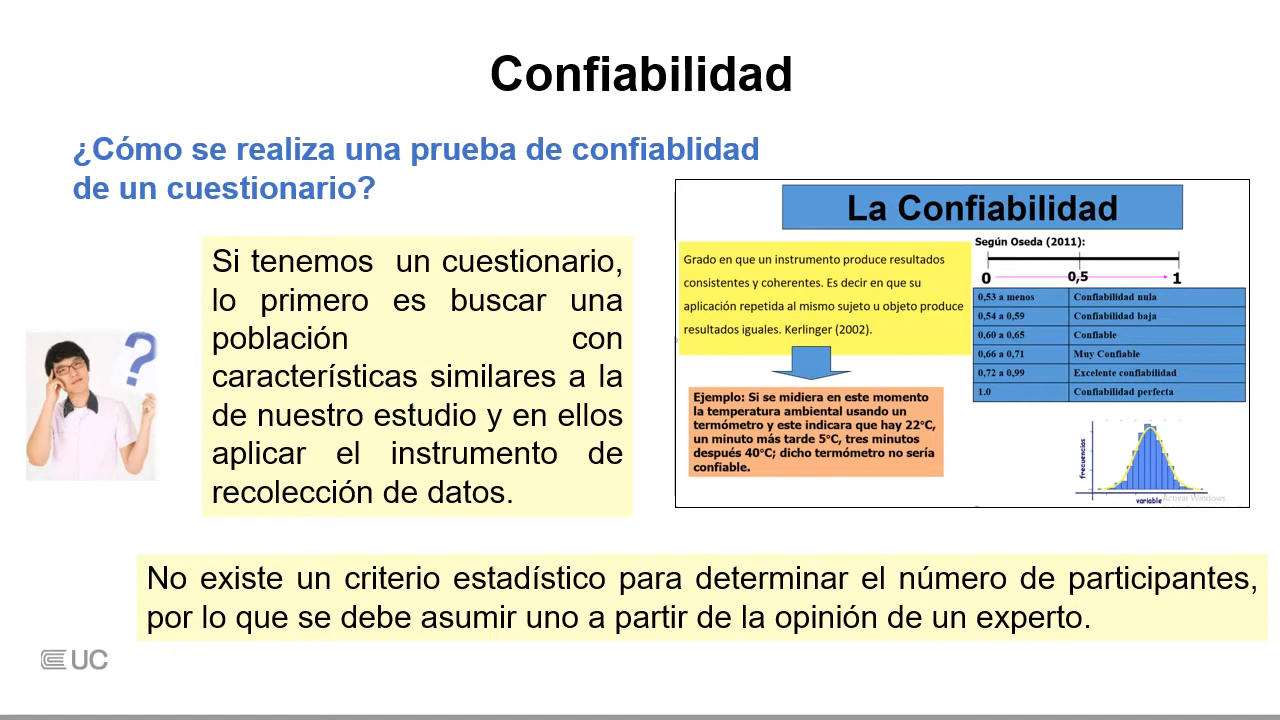 Confiabilidad
¿Cómo se realiza una prueba de confiablidad
de un cuestionario?
Si tenemos un cuestionario,
lo primero es buscar una
población con
características similares a la
de nuestro estudio y en ellos
aplicar el instrumento de
recolección de datos.
La Confiabilidad
Grado en que un instrumento produce resultados
consistentes y coherentes. Es decir en que su
aplicación repetida al mismo sujeto u objeto produce
resultados iguales. Kerlinger (2002).
Ejemplo: Si se midiera en este momento
la temperatura ambiental usando un
termómetro y este indicara que hay 22°C,
un minuto más tarde 5°C, tres minutos
después 40°C; dicho termómetro no sería
confiable.
Según Oseda (2011):
0 0,5 1
0,53 a menos Confiabilidad nula
0,54 a 0,59 Confiabilidad baja
0,60 a 0,65 Confiable
0,66 a 0,71 Muy Confiable
0,72 a 0,99 Excelente confiabilidad
1.0 Confiabilidad perfecta
frecuencias
variable
Activar Windows
?
No existe un criterio estadístico para determinar el número de participantes,
por lo que se debe asumir uno a partir de la opinión de un experto.
UC